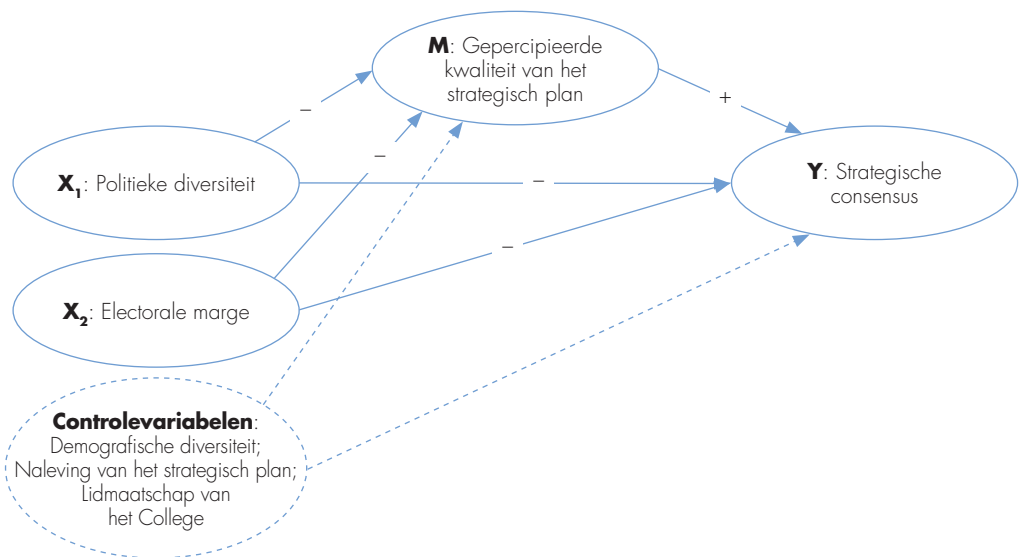 M: Gepercipieerde
kwaliteit van het
strategisch plan
–
+
X1: Politieke diversiteit
–
–
Y: Strategische
consensus
–
X2: Electorale marge
Controlevariabelen:
Demografische diversiteit;
Naleving van het strategisch plan;
Lidmaatschap van
het College